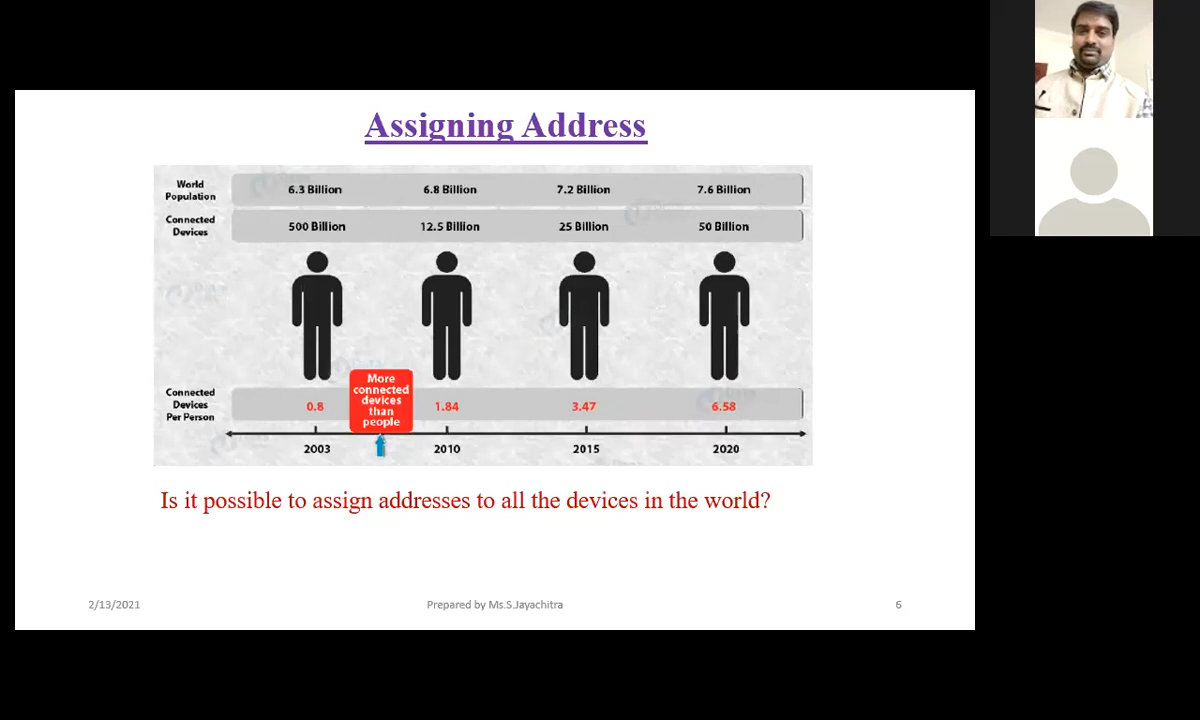 Assigning Address
World
Population
6.3 Billion 6.8 Billion 7.2 Billion 7.6 Billion
Connected
Devices
500 Billion 12.5 Billion 25 Billion 50 Billion
More
connected
devices
than
people
Connected
Devices
Per Person
0.8 1.84 3.47 6.58
2003 2010 2015 2020
Is it possible to assign addresses to all the devices in the world?
2/13/2021 Prepared by Ms.S.Jayachitra 6